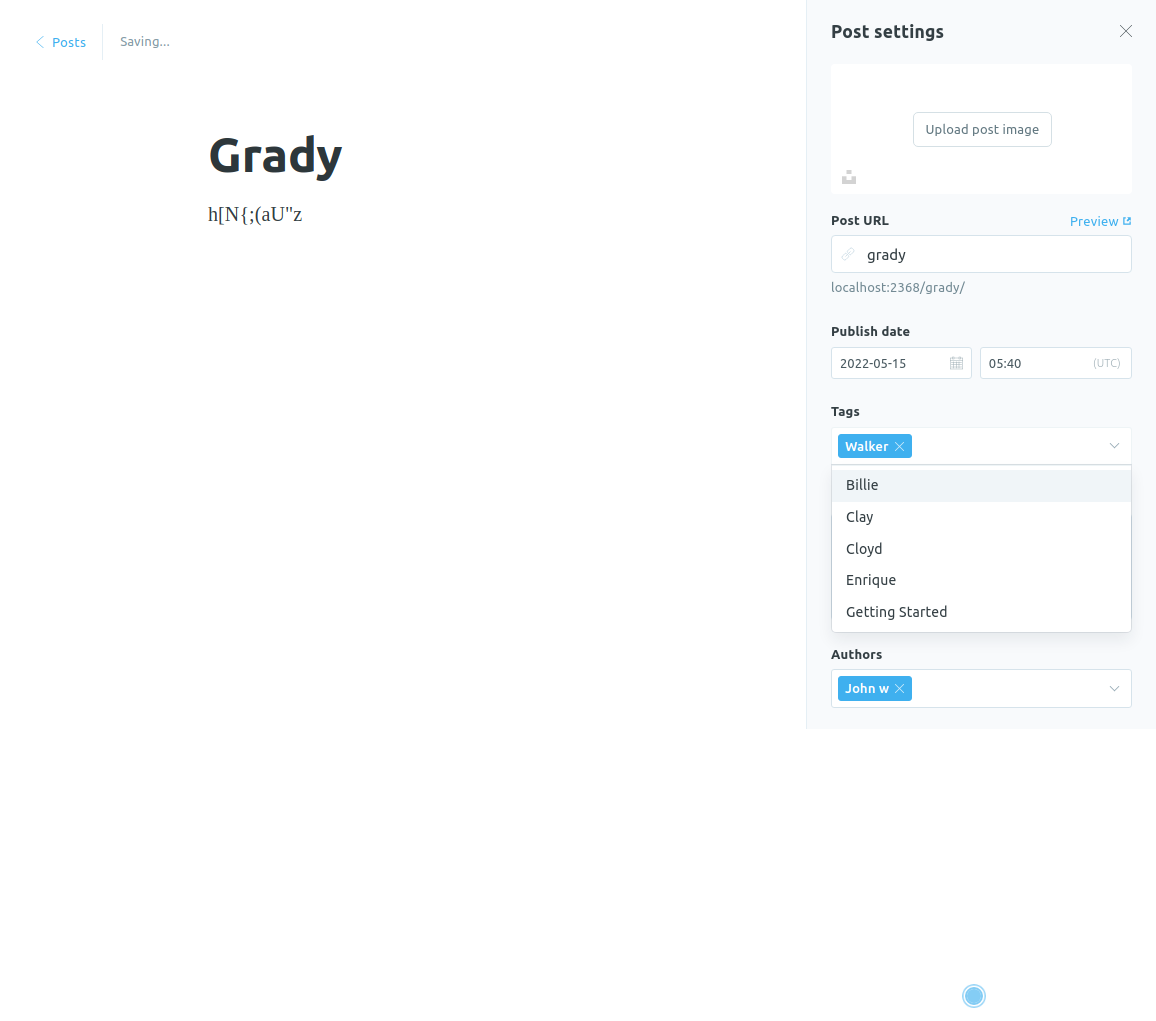 Posts
Saving...
Grady
h[N{;(aU"z
Post settings
Upload post image
Post URL
Preview
grady
localhost:2368/grady/
Publish date
2022-05-15
05:40
(UTC)
Tags
Walker
Billie
Clay
Cloyd
Enrique
Getting Started
Authors
John w